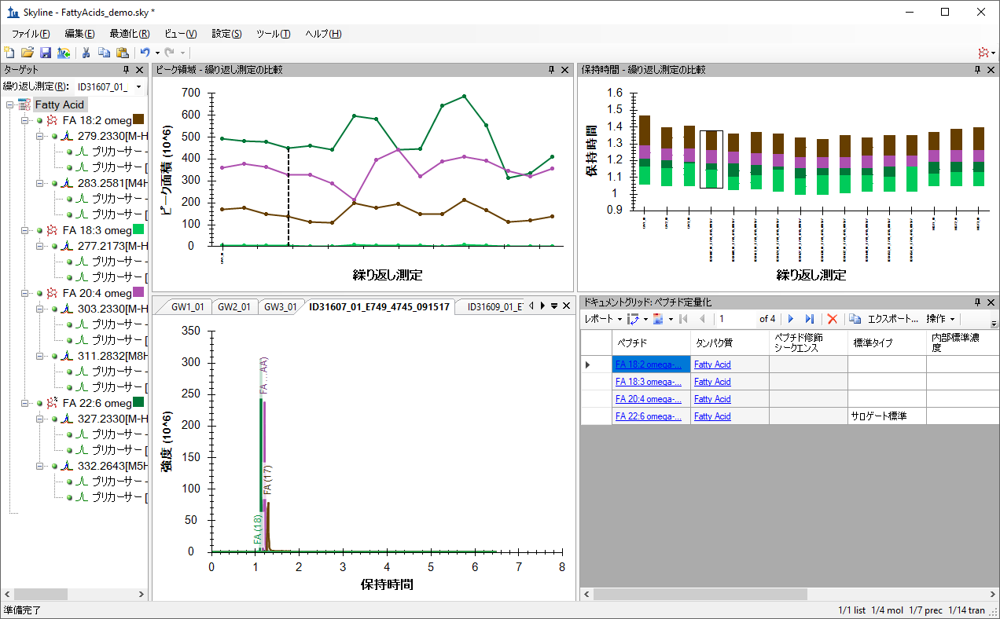 Skyline - FattyAcids_demo.sky *
ファイル(F) 編集(E) 最適化(R) ビュー(V) 設定(S) ツール(T) ヘルプ(H)
ターゲット
繰り返し測定(R): ID31607_01_
Fatty Acid
FA 18:2 omeg
279.2330[M-H
プリカーサー -
プリカーサー [
283.2581[M4H
プリカーサー -
プリカーサー [
FA 18:3 omeg
277.2173[M-H
プリカーサー -
プリカーサー [
FA 20:4 omeg
303.2330[M-H
プリカーサー -
プリカーサー [
311.2832[M8H
プリカーサー -
プリカーサー [
FA 22:6 omeg
327.2330[M-H
プリカーサー -
プリカーサー [
332.2643[M5H
プリカーサー -
プリカーサー [
ピーク領域 - 繰り返し測定の比較
ピーク面積 (10^6)
700
600
500
400
300
200
100
0
繰り返し測定
保持時間 - 繰り返し測定の比較
保持時間
1.6
1.5
1.4
1.3
1.2
1.1
1
0.9
繰り返し測定
GW1_01 GW2_01 GW3_01 ID31607_01_E749_4745_091517 ID31609_01_E7
強度 (10^6)
350
300
250
200
150
100
50
0
FA ...AA)
FA (17)
FA (18)
0 1 2 3 4 5 6 7 8
保持時間
ドキュメントグリッド: ペプチド定量化
レポート 1 of 4 エクスポート... 操作
ペプチド タンパク質 ペプチド修飾シークエンス 標準タイプ 内部標準濃度
FA 18:2 omega-... Fatty Acid
FA 18:3 omega-... Fatty Acid
FA 20:4 omega-... Fatty Acid
FA 22:6 omega-... Fatty Acid サロゲート標準
準備完了 1/1 list 1/4 mol 1/7 prec 1/14 tran